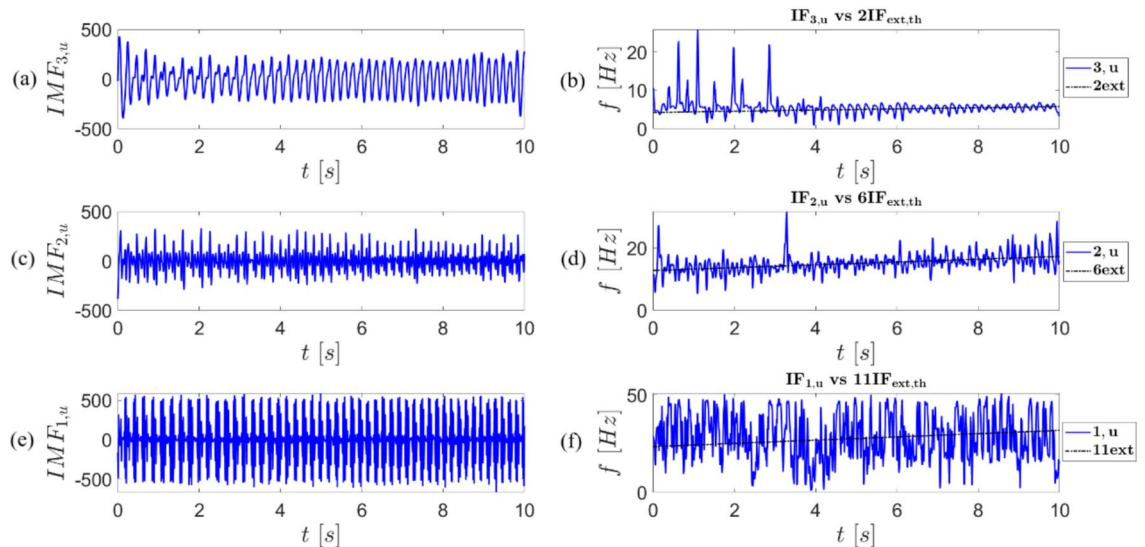 IF3,u vs 2IFext,th
(a) IMF3,u 500 0 -500
0 2 4 6 8 10
t [s]
(b) f [Hz] 20 10 0
0 2 4 6 8 10
t [s]
3, u
2ext
IF2,u vs 6IFext,th
(c) IMF2,u 500 0 -500
0 2 4 6 8 10
t [s]
(d) f [Hz] 20 0
0 2 4 6 8 10
t [s]
2, u
6ext
IF1,u vs 11IFext,th
(e) IMF1,u 500 0 -500
0 2 4 6 8 10
t [s]
(f) f [Hz] 50 0
0 2 4 6 8 10
t [s]
1, u
11ext